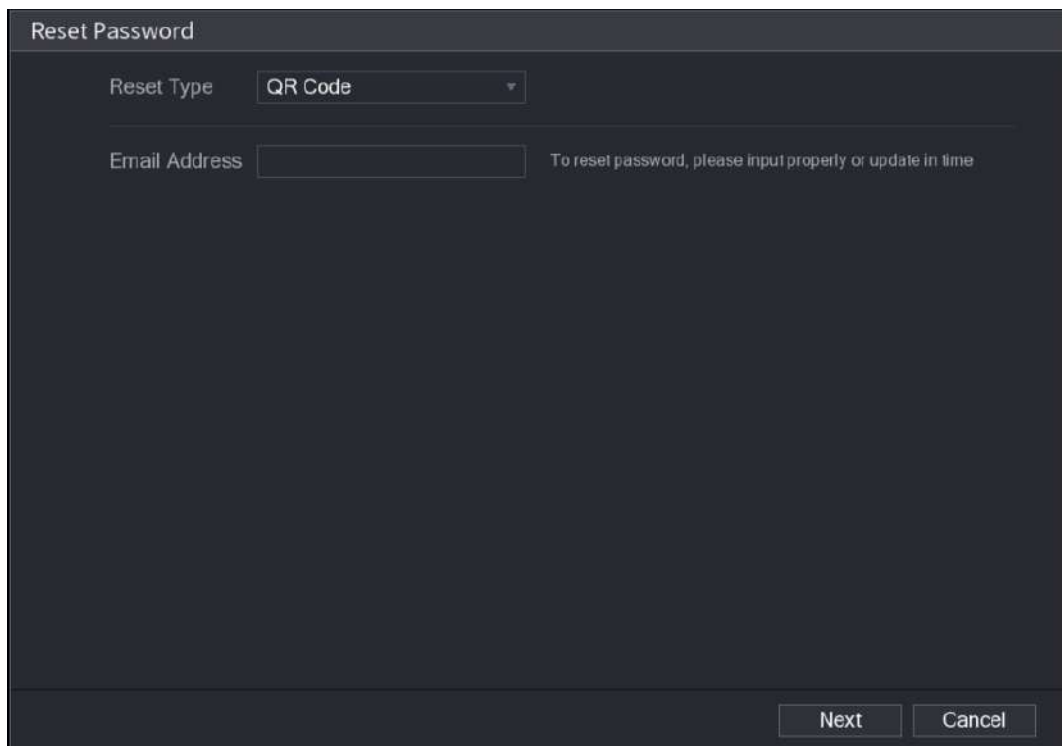 Reset Password
Reset Type QR Code
Email Address To reset password, please input properly or update in time
Next Cancel